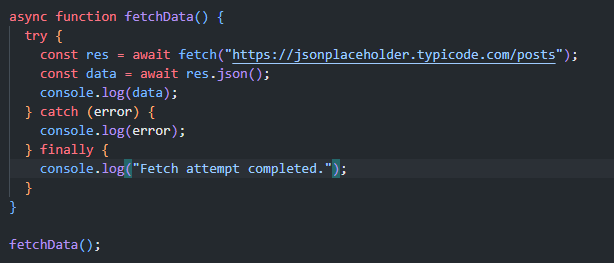 async function fetchData() {
  try {
    const res = await fetch("https://jsonplaceholder.typicode.com/posts");
    const data = await res.json();
    console.log(data);
  } catch (error) {
    console.log(error);
  } finally {
    console.log("Fetch attempt completed.");
  }
}

fetchData();